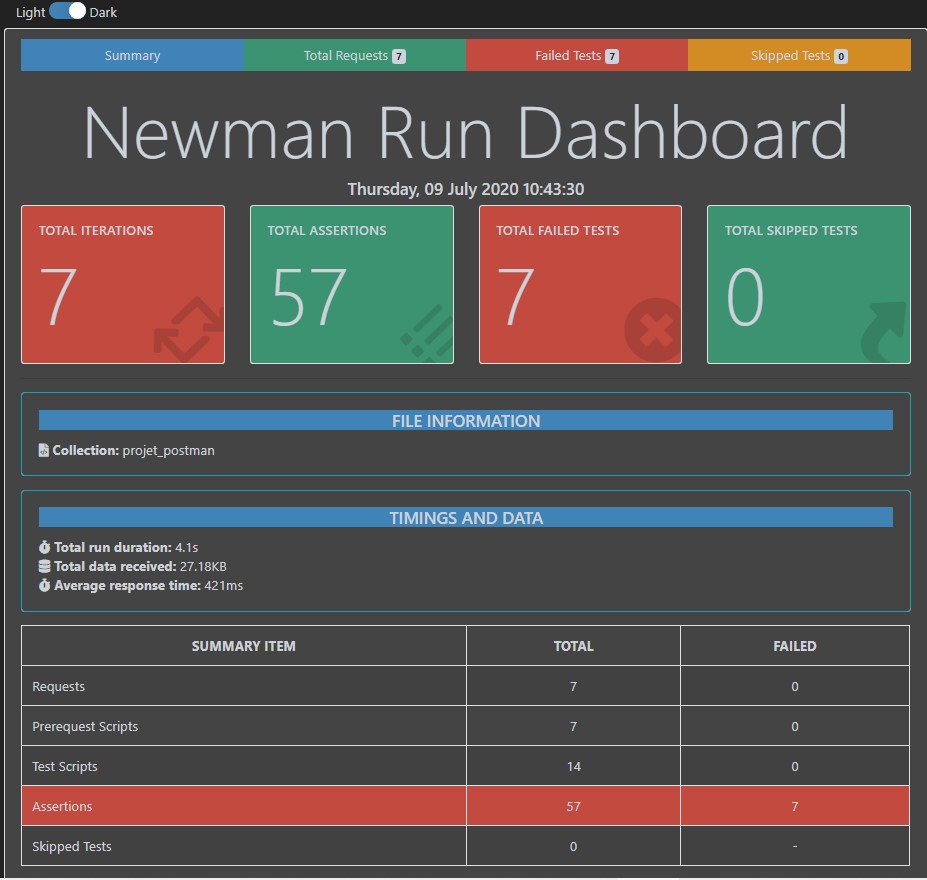 Light Dark
Summary Total Requests 7 Failed Tests 7 Skipped Tests 0
Newman Run Dashboard
Thursday, 09 July 2020 10:43:30
TOTAL ITERATIONS TOTAL ASSERTIONS TOTAL FAILED TESTS TOTAL SKIPPED TESTS
7 57 7 0
FILE INFORMATION
Collection: projet_postman
TIMINGS AND DATA
Total run duration: 4.1s
Total data received: 27.18KB
Average response time: 421ms
SUMMARY ITEM TOTAL FAILED
Requests 7 0
Prerequest Scripts 7 0
Test Scripts 14 0
Assertions 57 7
Skipped Tests 0 -